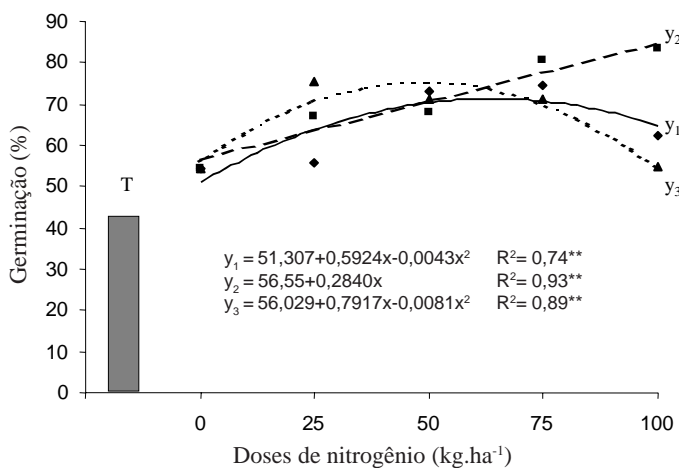 Germinação (%)
90
80
70
60
50
40
30
20
10
0
T
y₂
y₁
y₃
y₁ = 51,307+0,5924x-0,0043x² R²= 0,74**
y₂ = 56,55+0,2840x R²= 0,93**
y₃ = 56,029+0,7917x-0,0081x² R²= 0,89**
0 25 50 75 100
Doses de nitrogênio (kg.ha⁻¹)